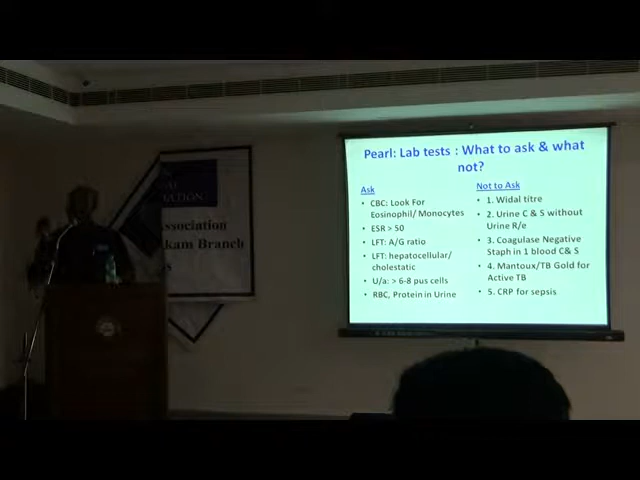 Pearl: Lab tests : What to ask & what
not?
Ask
• CBC: Look For
Eosinophil/ Monocytes
• ESR > 50
• LFT: A/G ratio
• LFT: hepatocellular/
cholestatic
• U/a: > 6-8 pus cells
• RBC, Protein in Urine
Not to Ask
• 1. Widal titre
• 2. Urine C & S without
Urine R/e
• 3. Coagulase Negative
Staph in 1 blood C& S
• 4. Mantoux/TB Gold for
Active TB
• 5. CRP for sepsis
ssociation
kam Branch